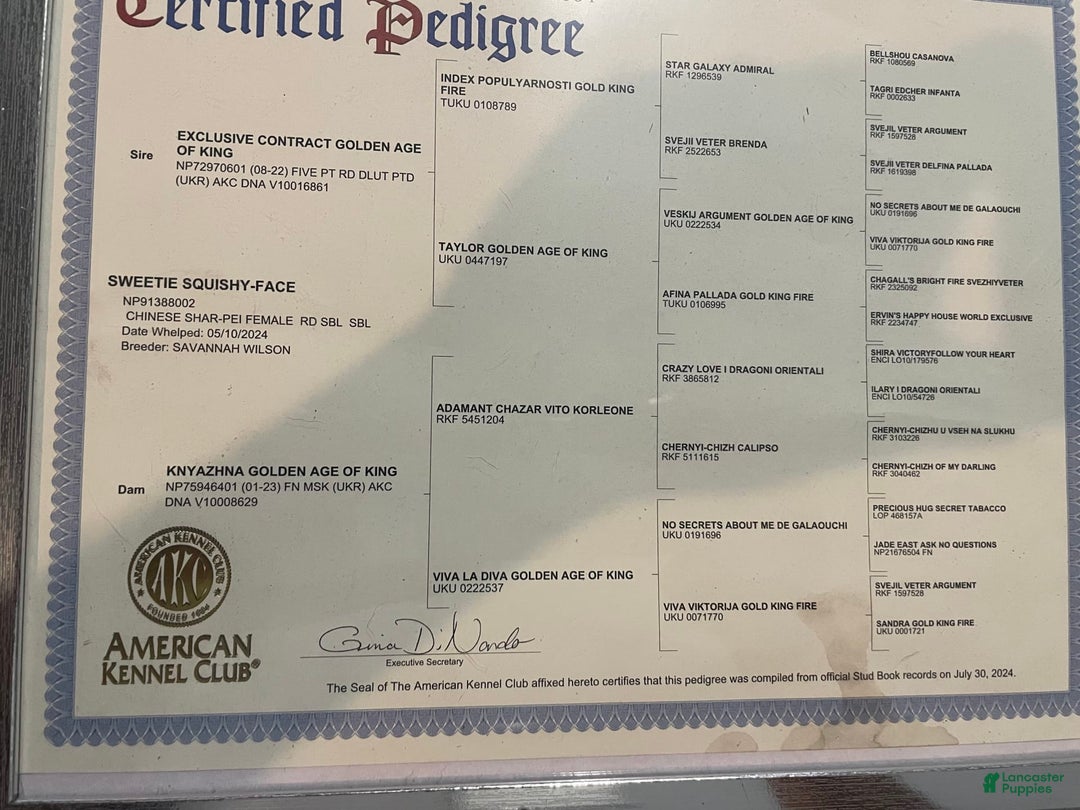 Certified Pedigree
Sire
EXCLUSIVE CONTRACT GOLDEN AGE
OF KING
NP72970601 (08-22) FIVE PT RD DLUT PTD
(UKR) AKC DNA V10016861
SWEETIE SQUISHY-FACE
NP91388002
CHINESE SHAR-PEI FEMALE RD SBL SBL
Date Whelped: 05/10/2024
Breeder: SAVANNAH WILSON
Dam
KNYAZHNA GOLDEN AGE OF KING
NP75946401 (01-23) FN MSK (UKR) AKC
DNA V10008629
INDEX POPULYARNOSTI GOLD KING
FIRE
TUKU 0108789
TAYLOR GOLDEN AGE OF KING
UKU 0447197
ADAMANT CHAZAR VITO KORLEONE
RKF 5451204
VIVA LA DIVA GOLDEN AGE OF KING
UKU 0222537
STAR GALAXY ADMIRAL
RKF 1296539
SVEJII VETER BRENDA
RKF 2522653
VESKIJ ARGUMENT GOLDEN AGE OF KING
UKU 0222534
AFINA PALLADA GOLD KING FIRE
TUKU 0106995
CRAZY LOVE I DRAGONI ORIENTALI
RKF 3865812
CHERNYI-CHIZH CALIPSO
RKF 5111615
NO SECRETS ABOUT ME DE GALAOUCHI
UKU 0191696
VIVA VIKTORIJA GOLD KING FIRE
UKU 0071770
BELLSHOU CASANOVA
RKF 1080569
TAGRI EDCHER INFANTA
RKF 0002633
SVEJIL VETER ARGUMENT
RKF 1597528
SVEJII VETER DELFINA PALLADA
RKF 1619398
NO SECRETS ABOUT ME DE GALAOUCHI
UKU 0191696
VIVA VIKTORIJA GOLD KING FIRE
UKU 0071770
CHAGALL'S BRIGHT FIRE SVEZHIYVETER
RKF 2325092
ERVIN'S HAPPY HOUSE WORLD EXCLUSIVE
RKF 2234747
SHIRA VICTORYFOLLOW YOUR HEART
ENCI LO10/179576
ILARY I DRAGONI ORIENTALI
ENCI LO10/54726
CHERNYI-CHIZHU U VSEH NA SLUKHU
RKF 3103226
CHERNYI-CHIZH OF MY DARLING
RKF 3040462
PRECIOUS HUG SECRET TABACCO
LOP 468157A
JADE EAST ASK NO QUESTIONS
NP21676504 FN
SVEJIL VETER ARGUMENT
RKF 1597528
SANDRA GOLD KING FIRE
UKU 0001721
AMERICAN KENNEL CLUB
AKC
FOUNDED 1884
AMERICAN
KENNEL CLUB®
Gina DiNardo
Executive Secretary
The Seal of The American Kennel Club affixed hereto certifies that this pedigree was compiled from official Stud Book records on July 30, 2024.
Lancaster
Puppies